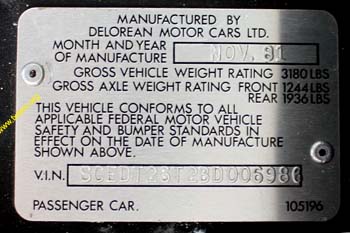 MANUFACTURED BY
DELOREAN MOTOR CARS LTD.
MONTH AND YEAR
OF MANUFACTURE NOV. 81
GROSS VEHICLE WEIGHT RATING 3180 LBS
GROSS AXLE WEIGHT RATING FRONT 1244 LBS
REAR 1936 LBS
THIS VEHICLE CONFORMS TO ALL
APPLICABLE FEDERAL MOTOR VEHICLE
SAFETY AND BUMPER STANDARDS IN
EFFECT ON THE DATE OF MANUFACTURE
SHOWN ABOVE.
V.I.N.
PASSENGER CAR. 105196